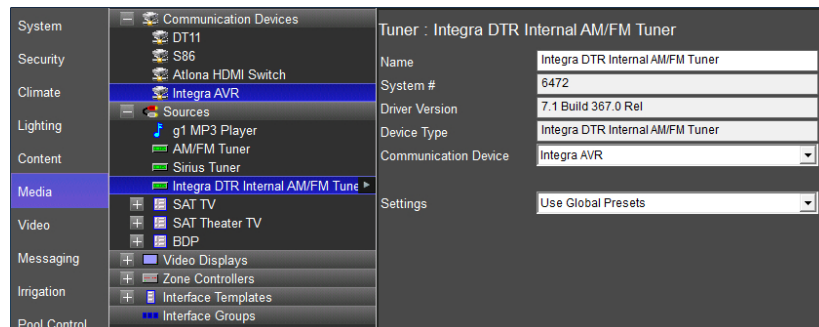 System
Security
Climate
Lighting
Content
Media
Video
Messaging
Irrigation
Pool Control
Communication Devices
DT11
S86
Atlona HDMI Switch
Integra AVR
Sources
g1 MP3 Player
AM/FM Tuner
Sirius Tuner
Integra DTR Internal AM/FM Tune
SAT TV
SAT Theater TV
BDP
Video Displays
Zone Controllers
Interface Templates
Interface Groups
Tuner : Integra DTR Internal AM/FM Tuner
Name Integra DTR Internal AM/FM Tuner
System # 6472
Driver Version 7.1 Build 367.0 Rel
Device Type Integra DTR Internal AM/FM Tuner
Communication Device Integra AVR
Settings Use Global Presets